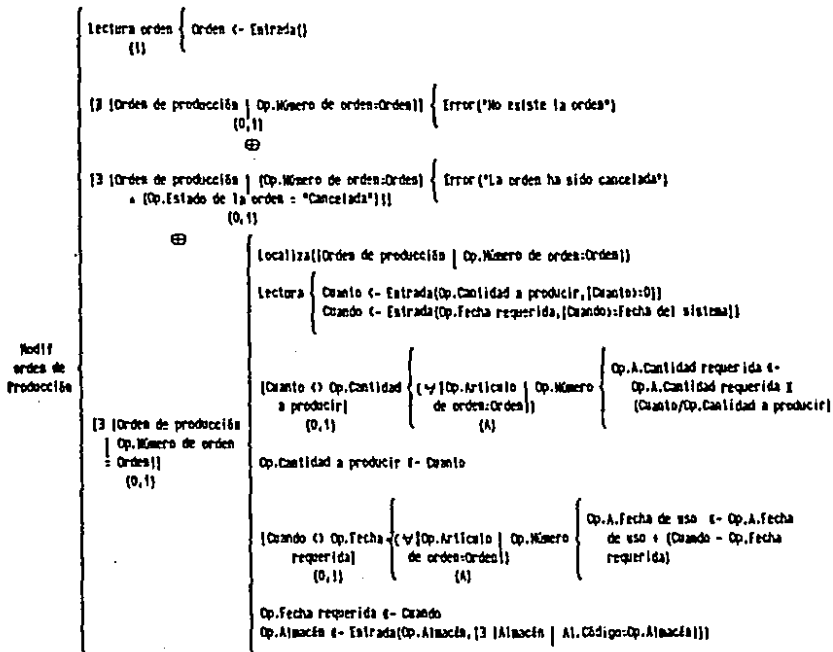 Lectura orden { Orden <- Entrada()
(1)
[∃ {Orden de producción | Op.Número de orden=Orden}] { Error("No existe la orden")
(0,1)
⊕
[∃ {Orden de producción | (Op.Número de orden=Orden) { Error("La orden ha sido cancelada")
∧ (Op.Estado de la orden = "Cancelada")}]
(0,1)
⊕
Modif
orden de
Producción
[∃ {Orden de producción
| Op.Número de orden
= Orden}]
(0,1)
Localiza({Orden de producción | Op.Número de orden=Orden})
Lectura { Cuanto <- Entrada(Op.Cantidad a producir,[Cuanto>=0])
Cuando <- Entrada(Op.Fecha requerida,[Cuando>=Fecha del sistema])
[Cuanto <> Op.Cantidad
a producir]
(0,1)
(∀ {Op.Artículo | Op.Número
de orden=Orden})
(A)
Op.A.Cantidad requerida <-
Op.A.Cantidad requerida X
(Cuanto/Op.Cantidad a producir)
Op.Cantidad a producir <- Cuanto
[Cuando <> Op.Fecha
requerida]
(0,1)
(∀ {Op.Artículo | Op.Número
de orden=Orden})
(A)
Op.A.Fecha de uso <- Op.A.Fecha
de uso + (Cuando - Op.Fecha
requerida)
Op.Fecha requerida <- Cuando
Op.Almacén <- Entrada(Op.Almacén,[∃ {Almacén | Al.Código=Op.Almacén}])